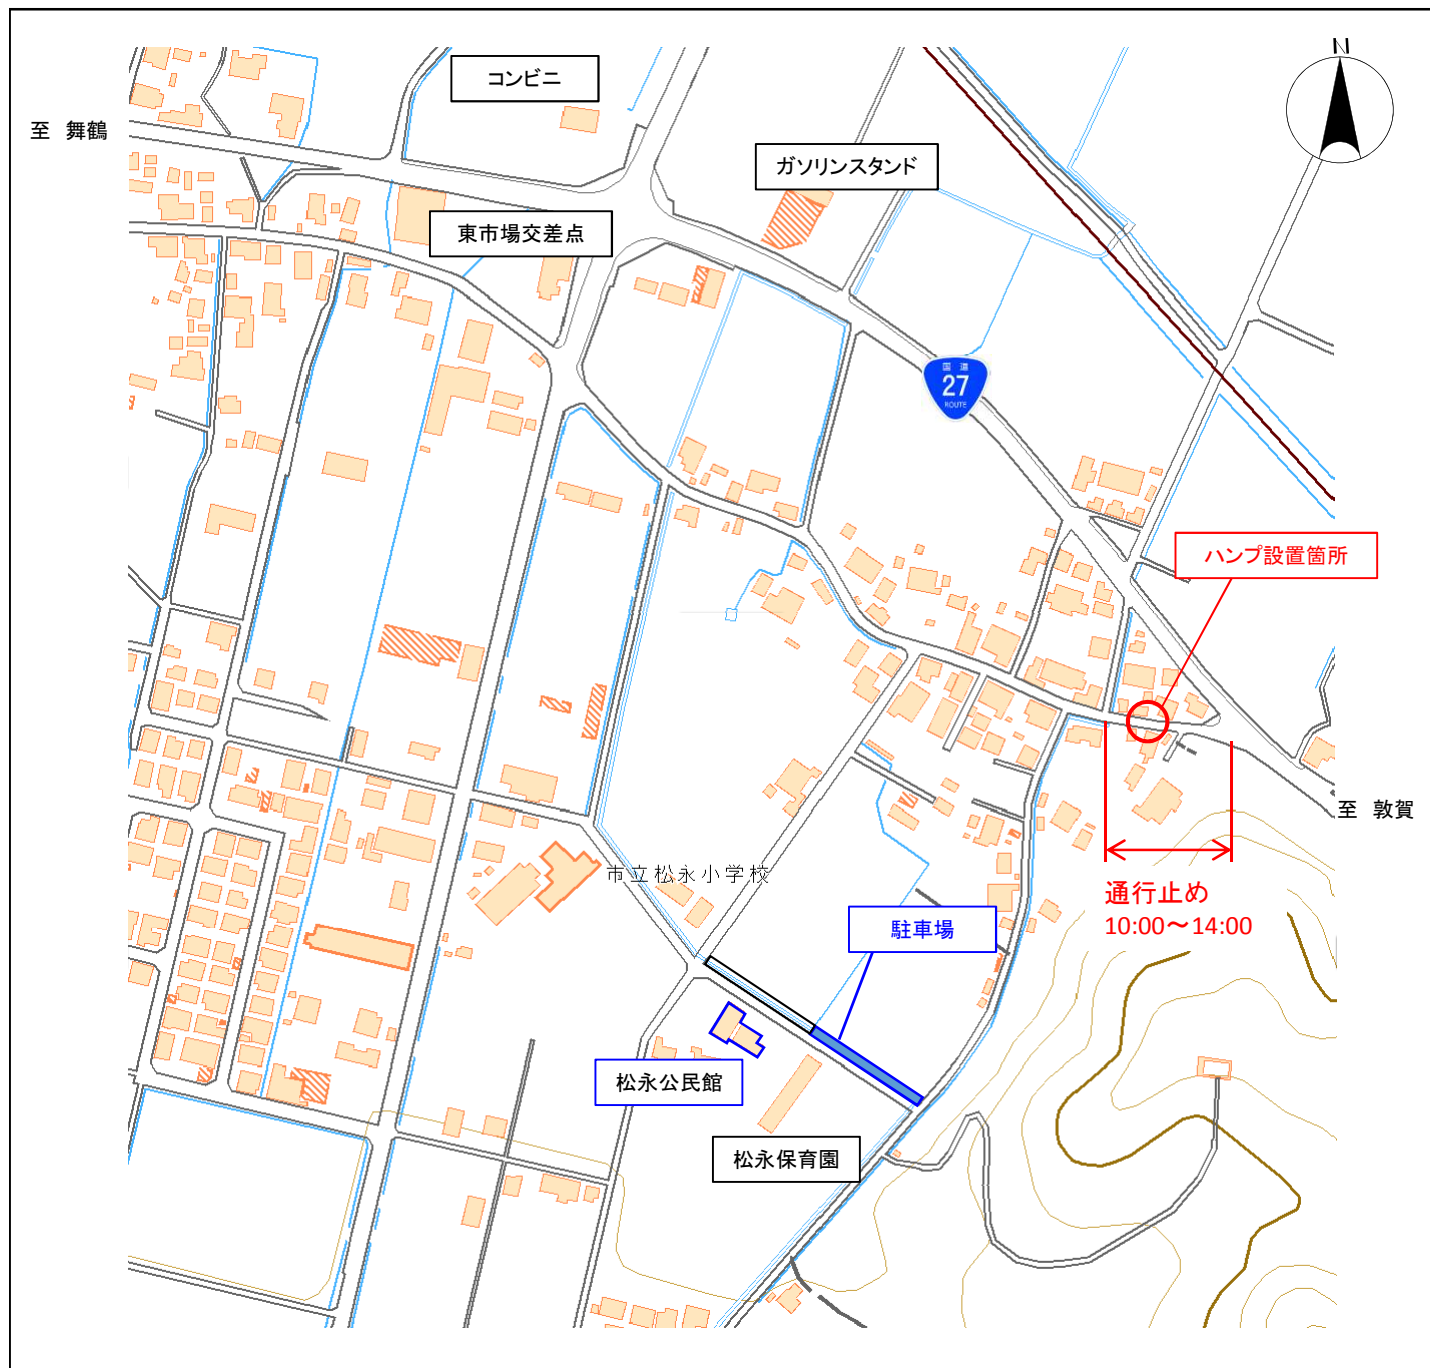 N
コンビニ
至 舞鶴
ガソリンスタンド
東市場交差点
国道
27
ROUTE
ハンプ設置箇所
至 敦賀
市立松永小学校
通行止め
10:00～14:00
駐車場
松永公民館
松永保育園